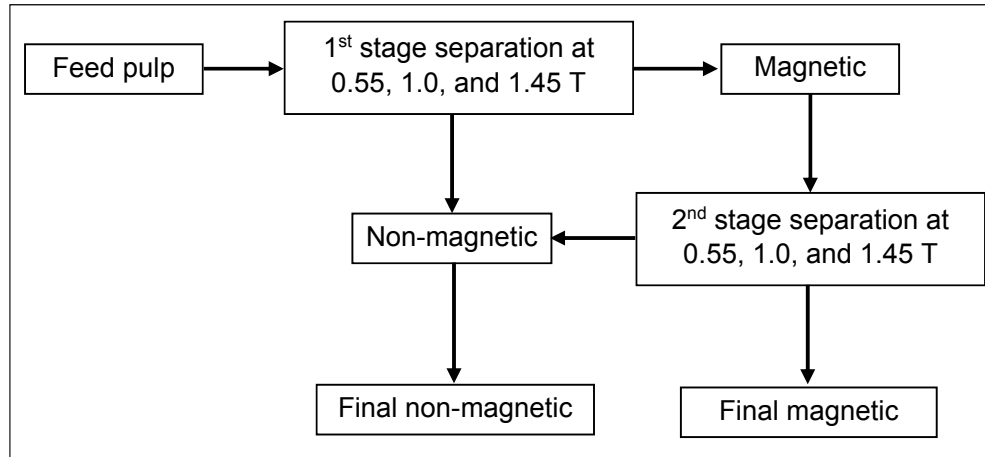 Feed pulp
1st stage separation at
0.55, 1.0, and 1.45 T
Magnetic
Non-magnetic
2nd stage separation at
0.55, 1.0, and 1.45 T
Final non-magnetic
Final magnetic